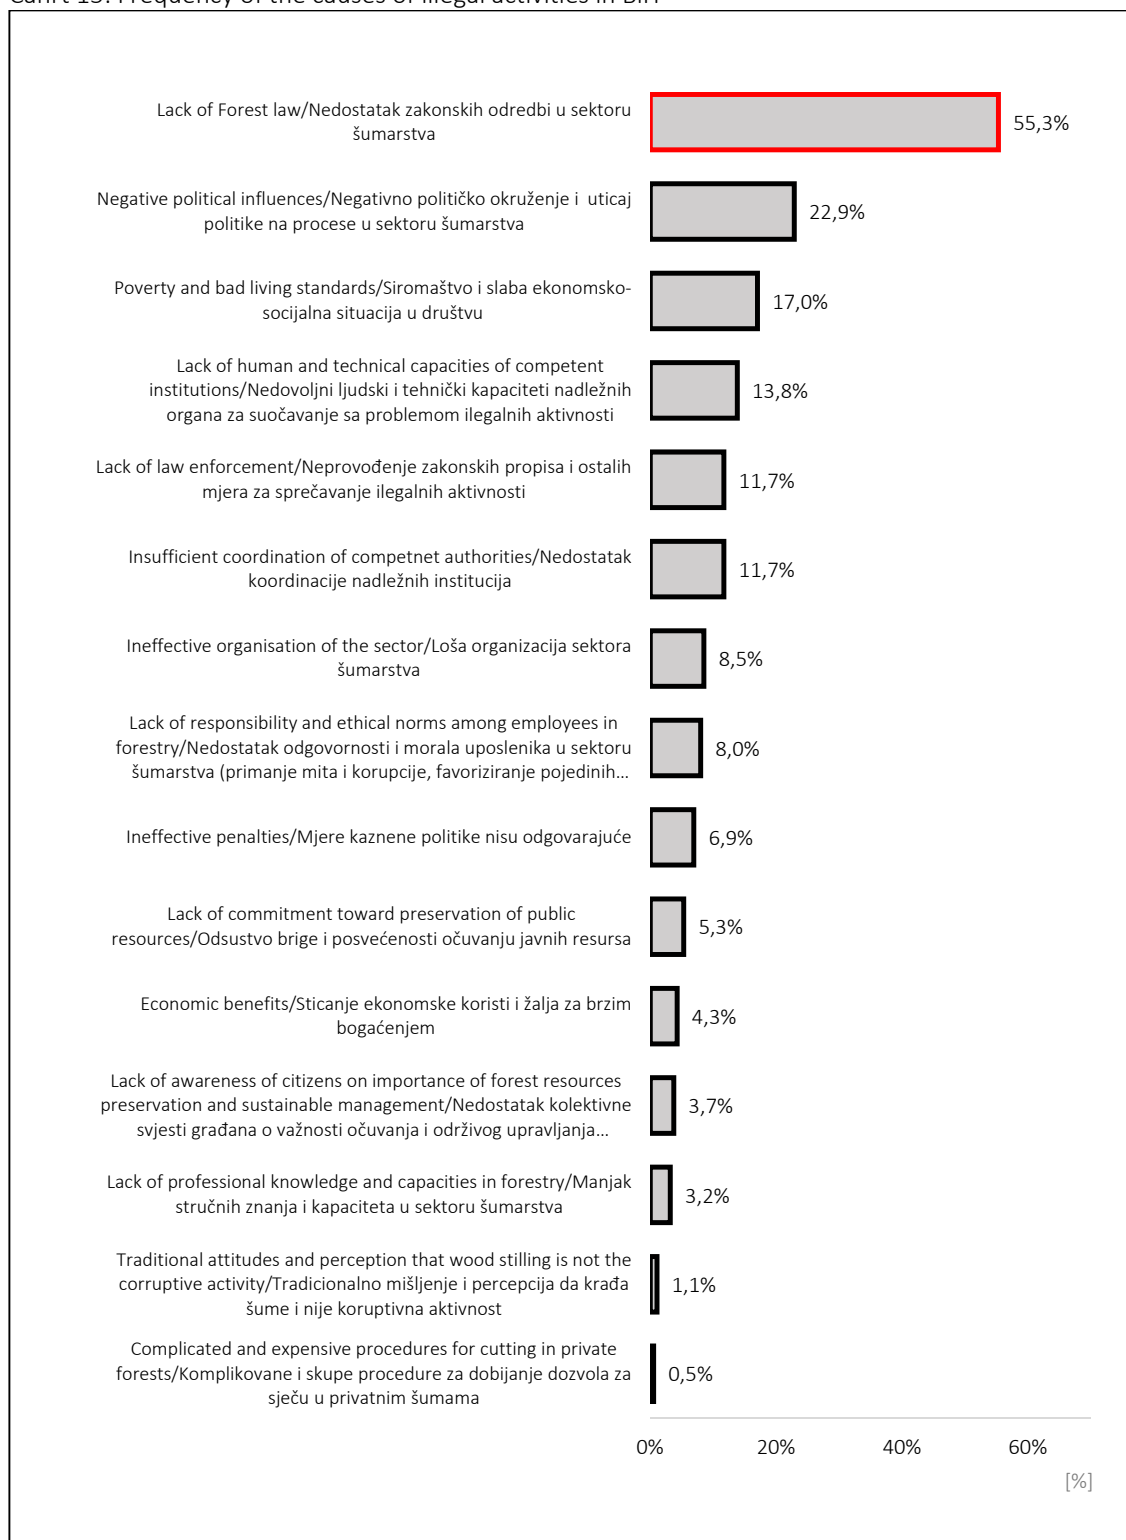 Lack of Forest law/Nedostatak zakonskih odredbi u sektoru
šumarstva
55,3%
Negative political influences/Negativno političko okruženje i  uticaj
politike na procese u sektoru šumarstva
22,9%
Poverty and bad living standards/Siromaštvo i slaba ekonomsko-
socijalna situacija u društvu
17,0%
Lack of human and technical capacities of competent
institutions/Nedovoljni ljudski i tehnički kapaciteti nadležnih
organa za suočavanje sa problemom ilegalnih aktivnosti
13,8%
Lack of law enforcement/Neprovođenje zakonskih propisa i ostalih
mjera za sprečavanje ilegalnih aktivnosti
11,7%
Insufficient coordination of competnet authorities/Nedostatak
koordinacije nadležnih institucija
11,7%
Ineffective organisation of the sector/Loša organizacija sektora
šumarstva
8,5%
Lack of responsibility and ethical norms among employees in
forestry/Nedostatak odgovornosti i morala uposlenika u sektoru
šumarstva (primanje mita i korupcije, favoriziranje pojedinih...
8,0%
Ineffective penalties/Mjere kaznene politike nisu odgovarajuće
6,9%
Lack of commitment toward preservation of public
resources/Odsustvo brige i posvećenosti očuvanju javnih resursa
5,3%
Economic benefits/Sticanje ekonomske koristi i žalja za brzim
bogaćenjem
4,3%
Lack of awareness of citizens on importance of forest resources
preservation and sustainable management/Nedostatak kolektivne
svjesti građana o važnosti očuvanja i održivog upravljanja...
3,7%
Lack of professional knowledge and capacities in forestry/Manjak
stručnih znanja i kapaciteta u sektoru šumarstva
3,2%
Traditional attitudes and perception that wood stilling is not the
corruptive activity/Tradicionalno mišljenje i percepcija da krađa
šume i nije koruptivna aktivnost
1,1%
Complicated and expensive procedures for cutting in private
forests/Komplikovane i skupe procedure za dobijanje dozvola za
sječu u privatnim šumama
0,5%
0% 20% 40% 60%
[%]